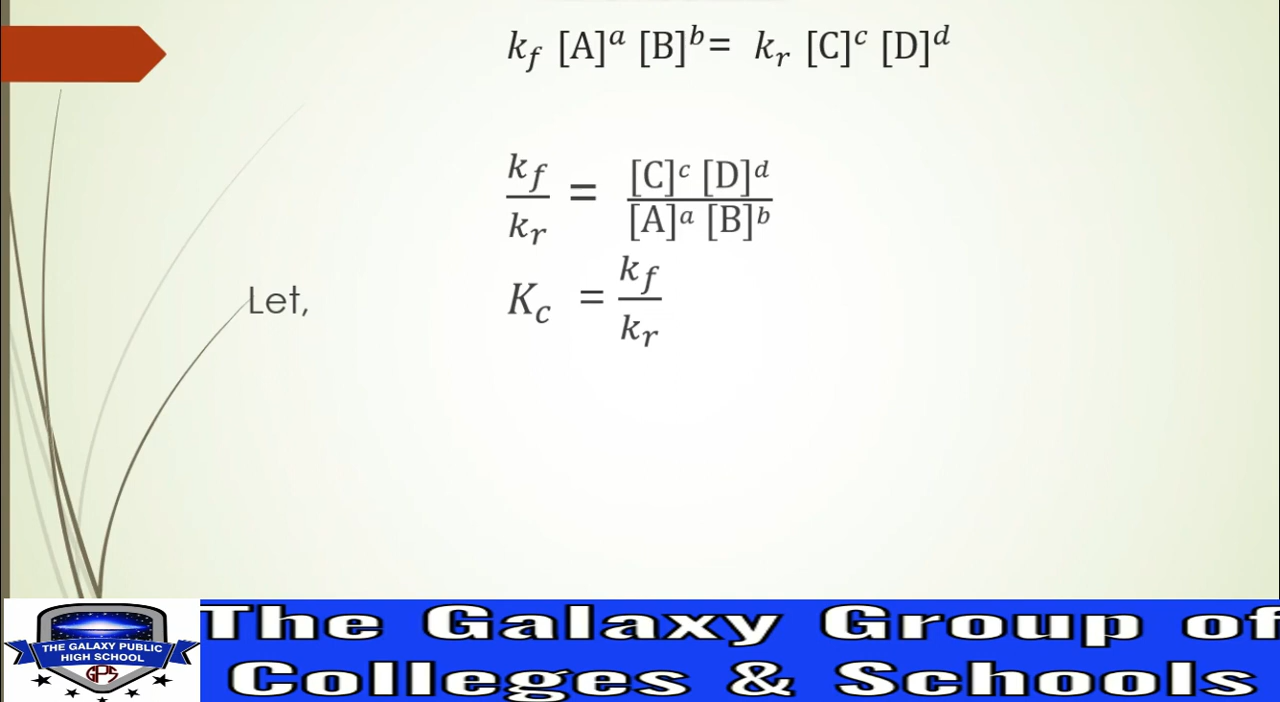 k_f [A]^a [B]^b = k_r [C]^c [D]^d
k_f/k_r = [C]^c [D]^d / [A]^a [B]^b
Let, K_c = k_f/k_r
THE GALAXY PUBLIC
HIGH SCHOOL
GPS
The Galaxy Group of
Colleges & Schools